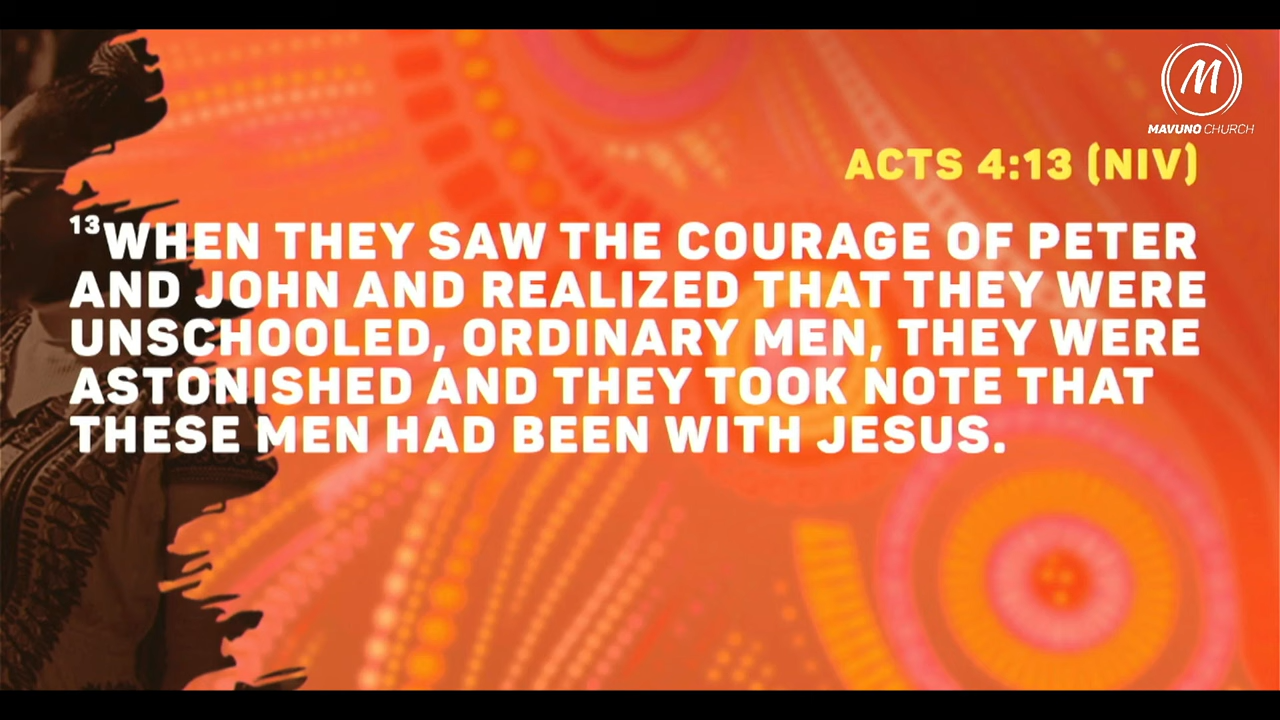 M
MAVUNO CHURCH
ACTS 4:13 (NIV)
13WHEN THEY SAW THE COURAGE OF PETER
AND JOHN AND REALIZED THAT THEY WERE
UNSCHOOLED, ORDINARY MEN, THEY WERE
ASTONISHED AND THEY TOOK NOTE THAT
THESE MEN HAD BEEN WITH JESUS.